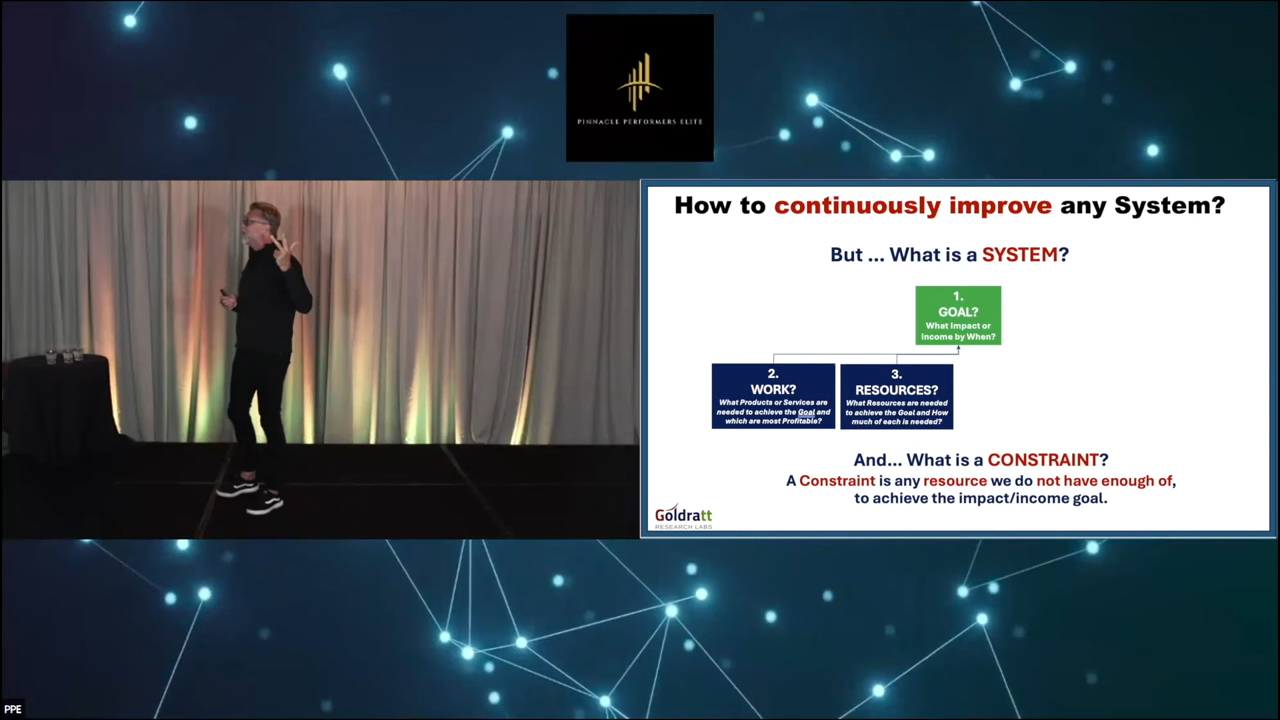 PINNACLE PERFORMERS ELITE
How to continuously improve any System?
But ... What is a SYSTEM?
1.
GOAL?
What Impact or
Income by When?
2.
WORK?
What Products or Services are
needed to achieve the Goal and
which are most Profitable?
3.
RESOURCES?
What Resources are needed
to achieve the Goal and How
much of each is needed?
And... What is a CONSTRAINT?
A Constraint is any resource we do not have enough of,
to achieve the impact/income goal.
Goldratt
RESEARCH LABS
PPE